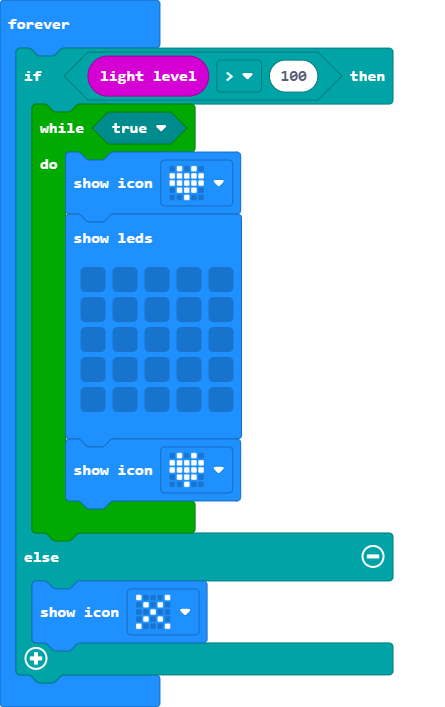 forever
if light level > 100 then
while true
do
show icon
show leds
show icon
else
show icon